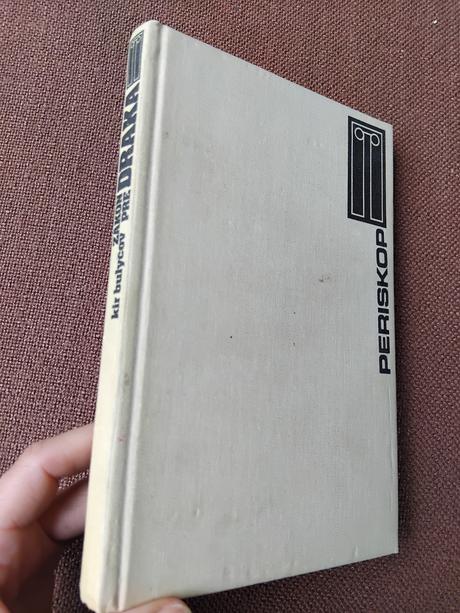 kir bulyčov
ZÁKON
PRE
DRAKA
PERISKOP